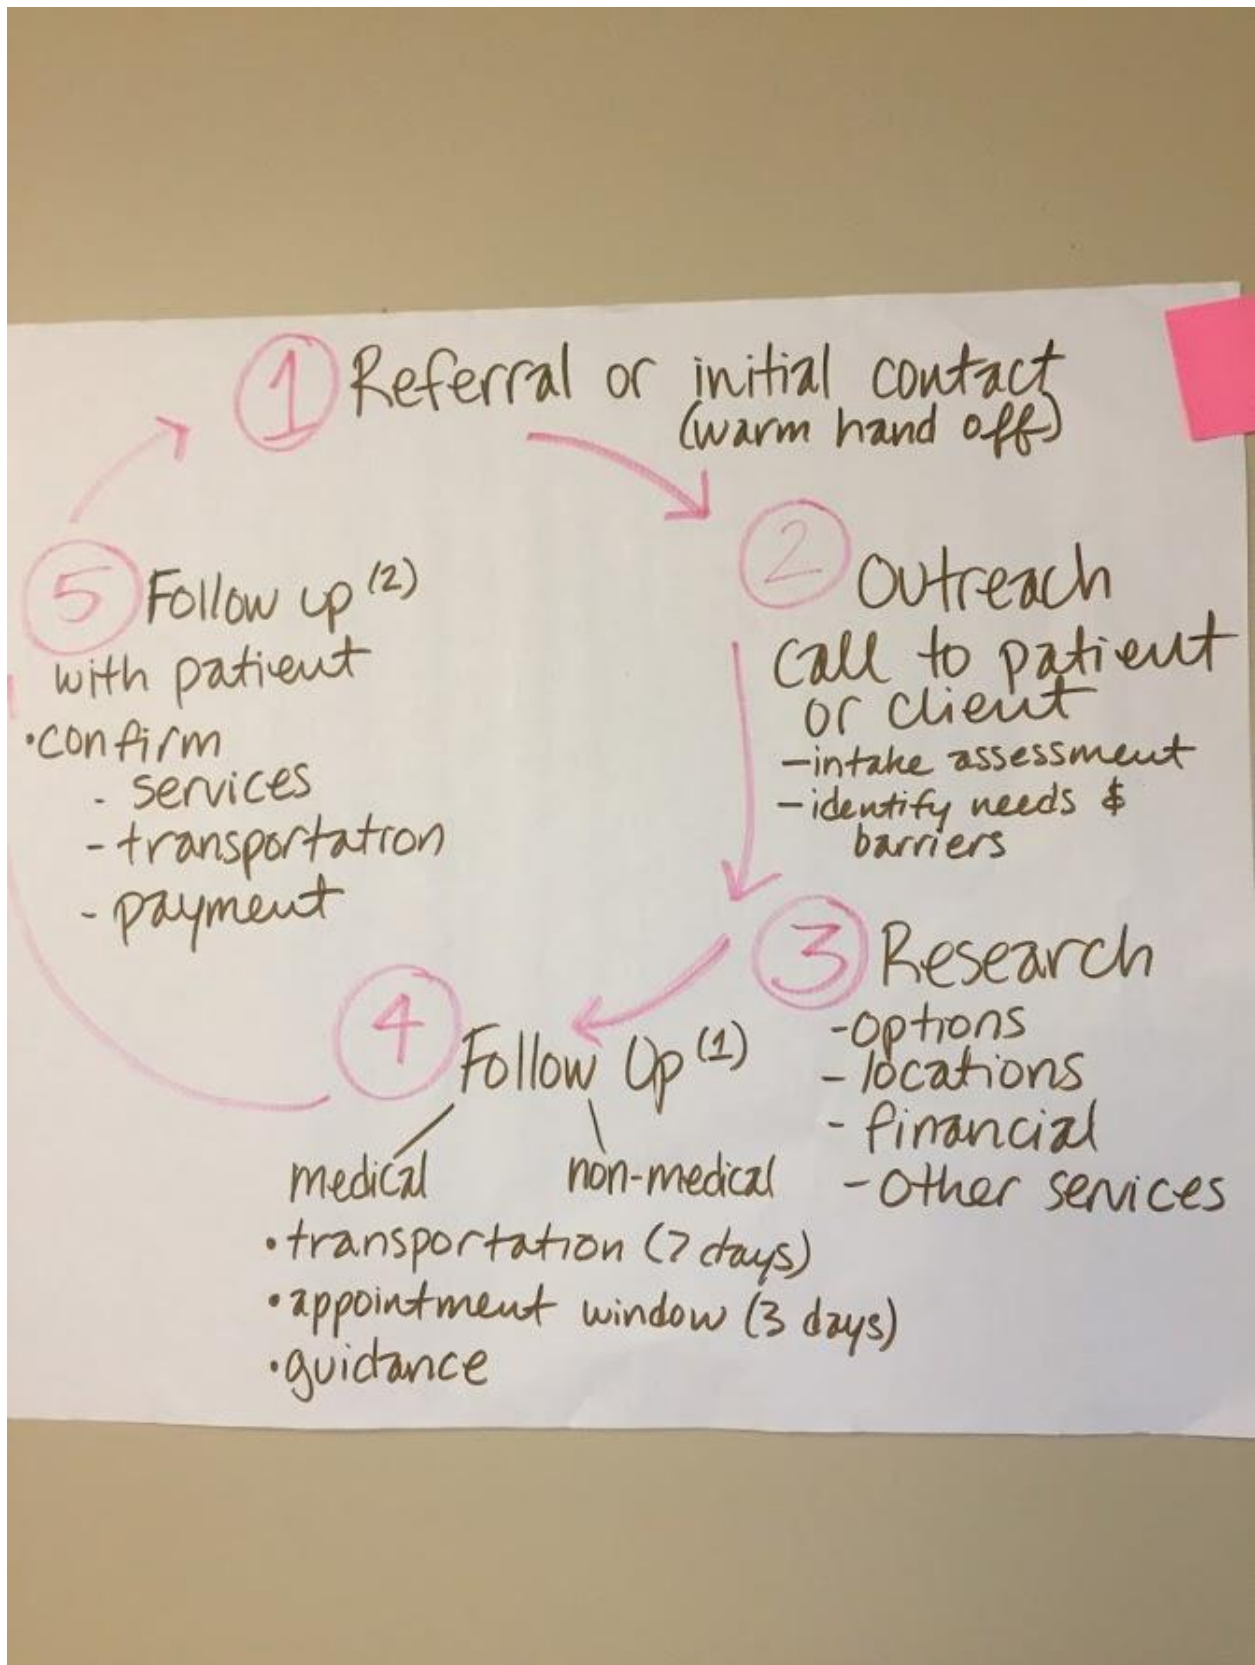 1 Referral or initial contact
(warm hand off)
2 Outreach
call to patient
or client
- intake assessment
- identify needs &
barriers
3 Research
- options
- locations
- financial
- Other services
4 Follow Up (1)
medical non-medical
• transportation (7 days)
• appointment window (3 days)
• guidance
5 Follow up (2)
with patient
• confirm
- services
- transportation
- payment